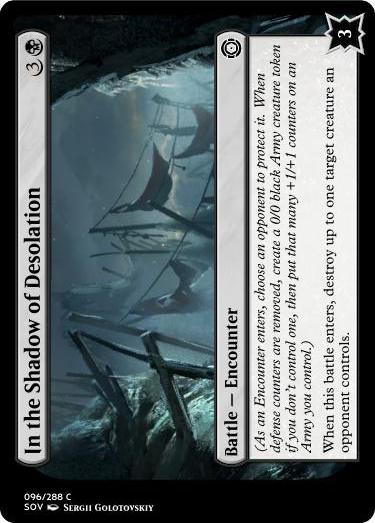 In the Shadow of Desolation
3
Battle – Encounter
(As an Encounter enters, choose an opponent to protect it. When
defense counters are removed, create a 0/0 black Army creature token
if you don't control one, then put that many +1/+1 counters on an
Army you control.)
When this battle enters, destroy up to one target creature an
opponent controls.
3
096/288 C
SOV Sergii Golotovskiy